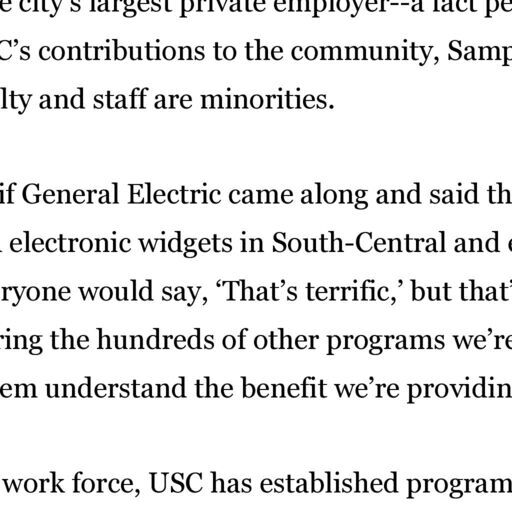 e city’s largest private employer--a fact pe
C’s contributions to the community, Samp
lty and staff are minorities.
if General Electric came along and said th
electronic widgets in South-Central and e
ryone would say, ‘That’s terrific,’ but that’
ring the hundreds of other programs we’re
em understand the benefit we’re providin
work force, USC has established program